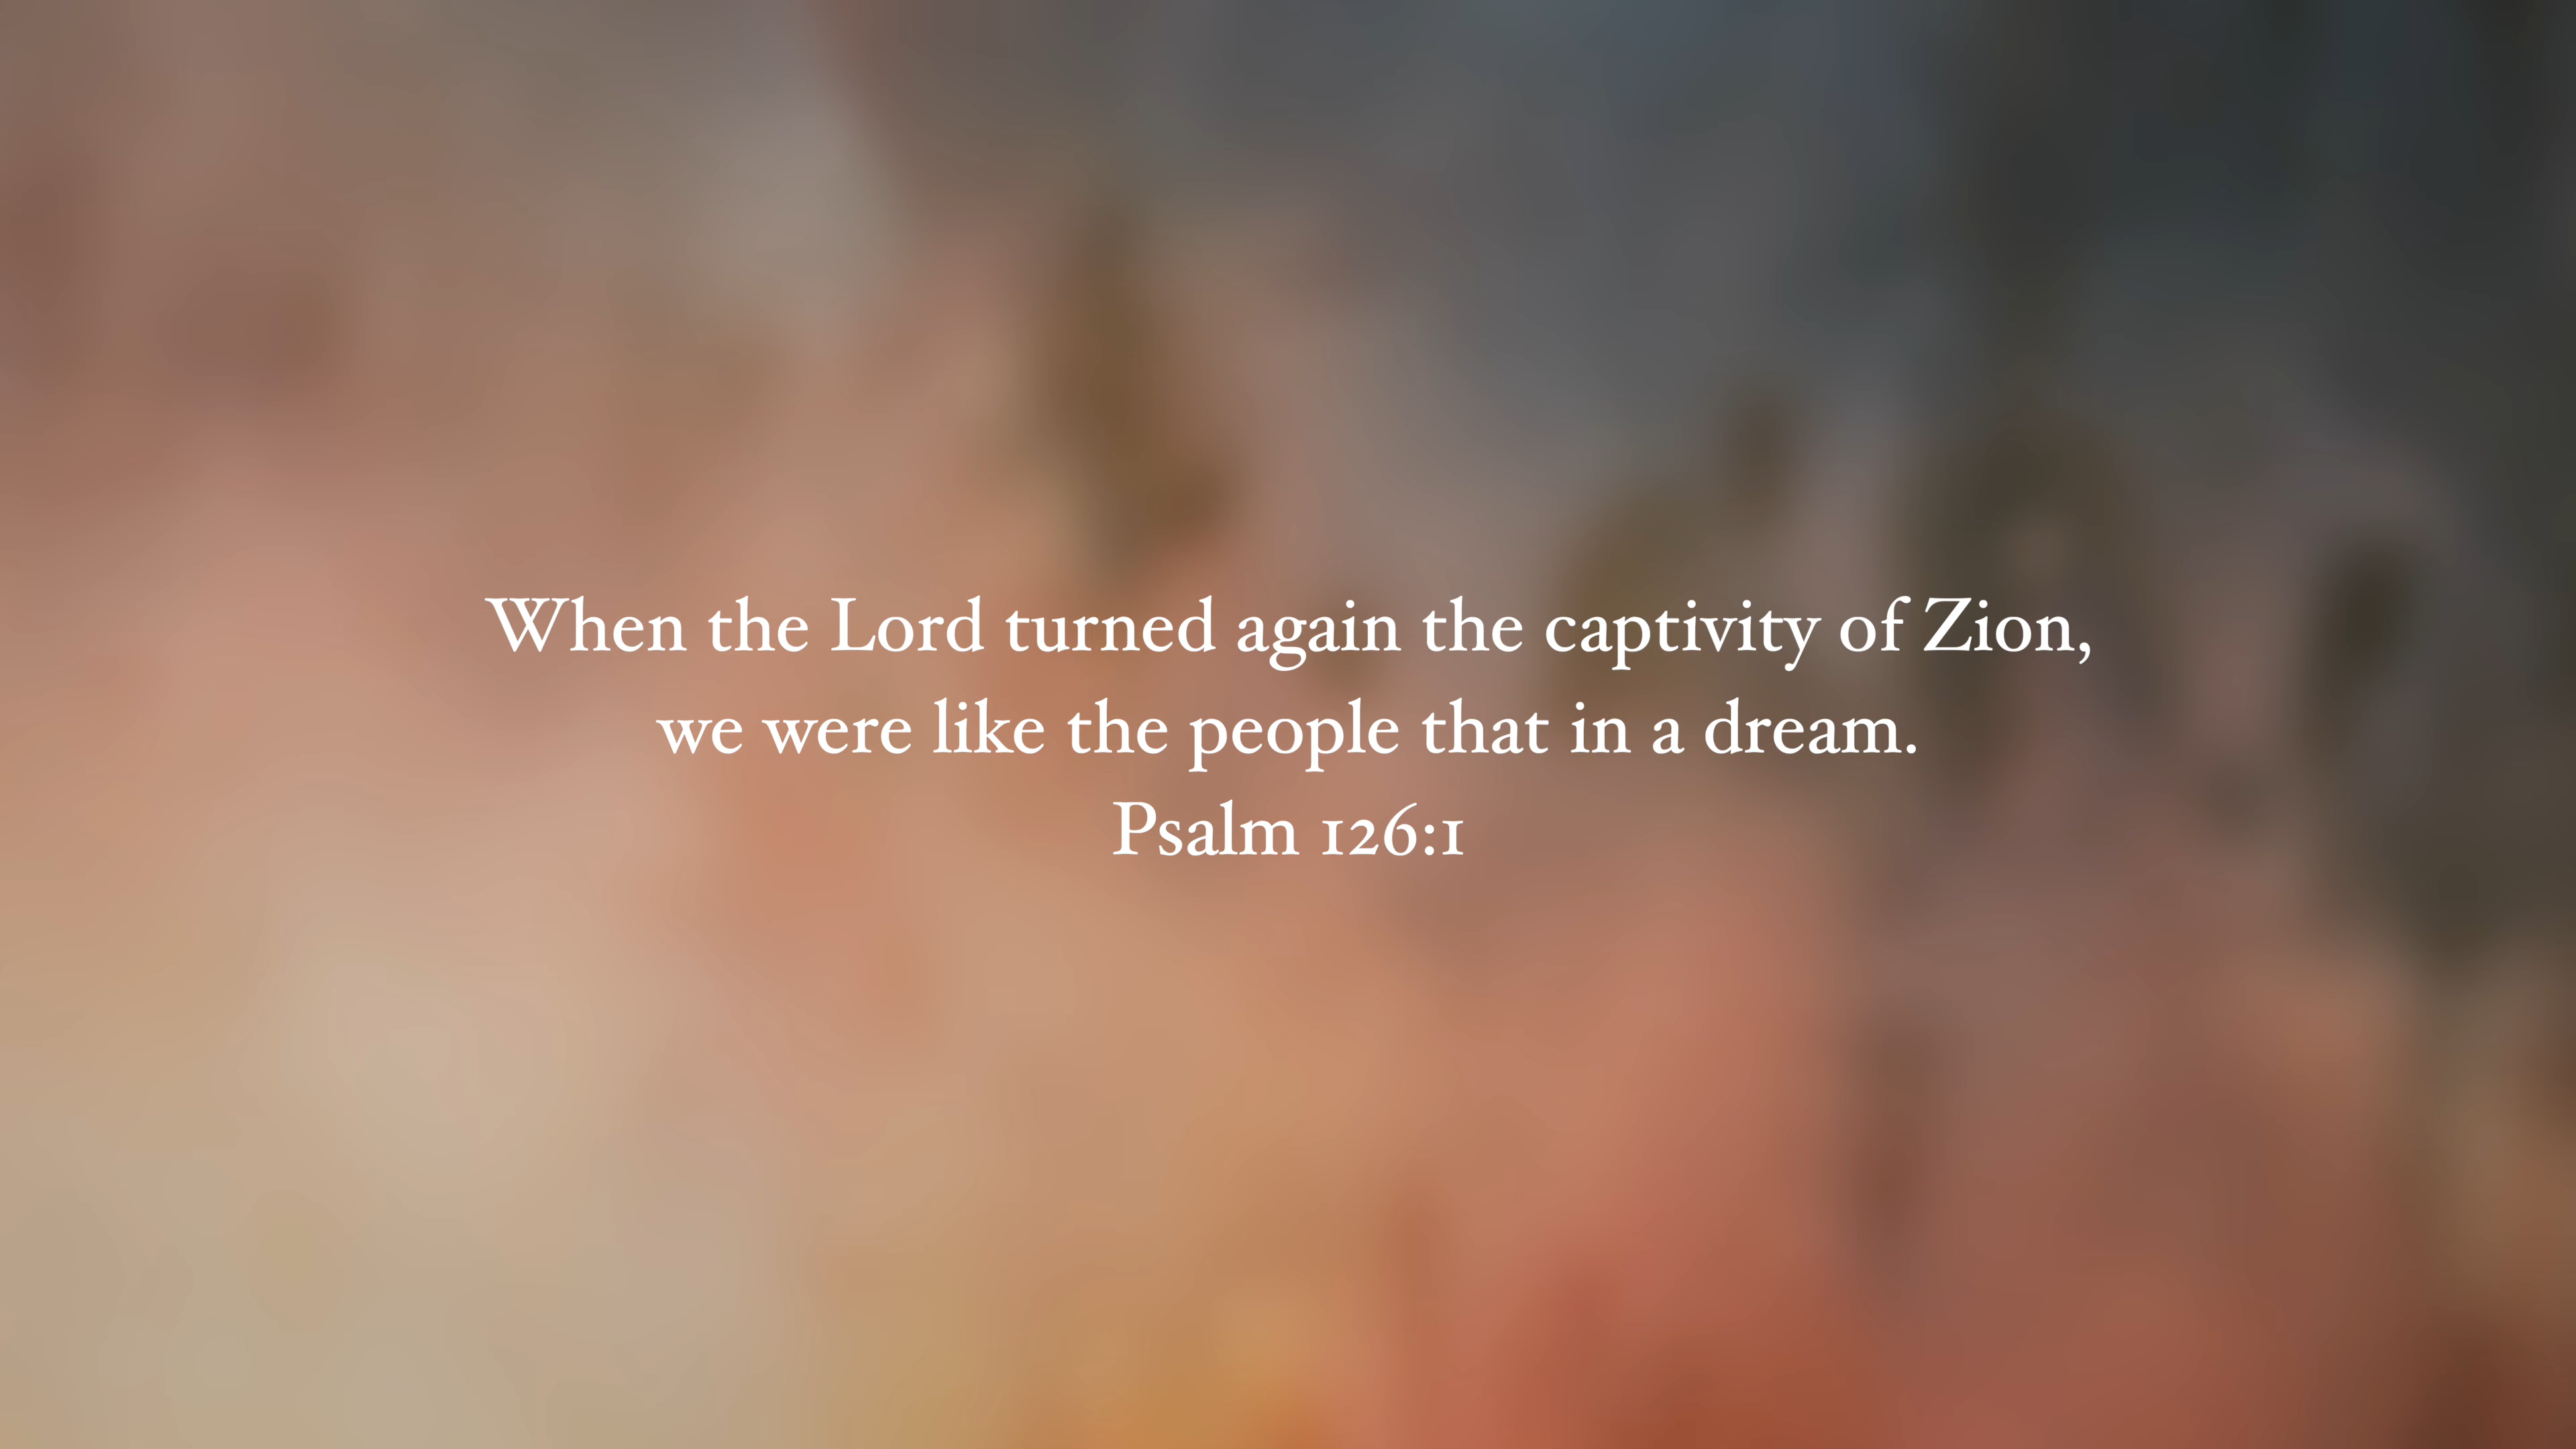 When the Lord turned again the captivity of Zion,
we were like the people that in a dream.
Psalm 126:1